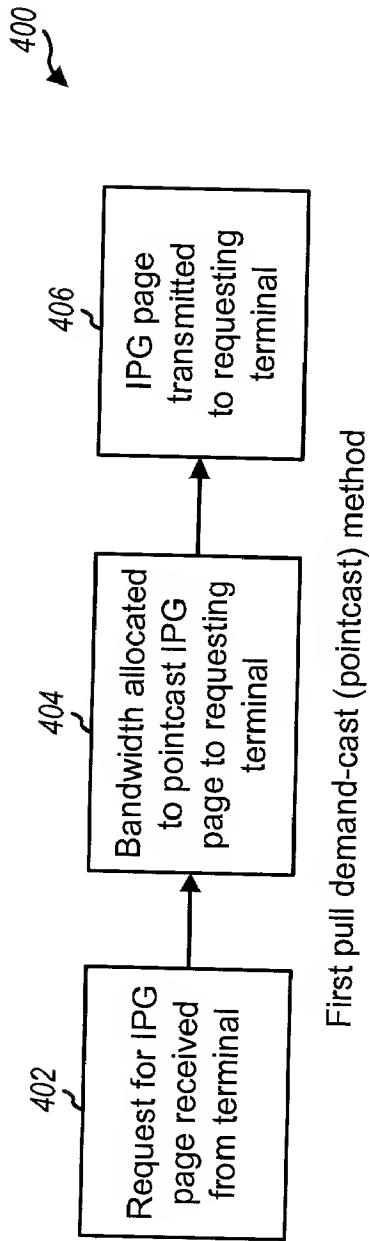 400
402
Request for IPG
page received
from terminal
404
Bandwidth allocated
to pointcast IPG
page to requesting
terminal
406
IPG page
transmitted
to requesting
terminal
First pull demand-cast (pointcast) method